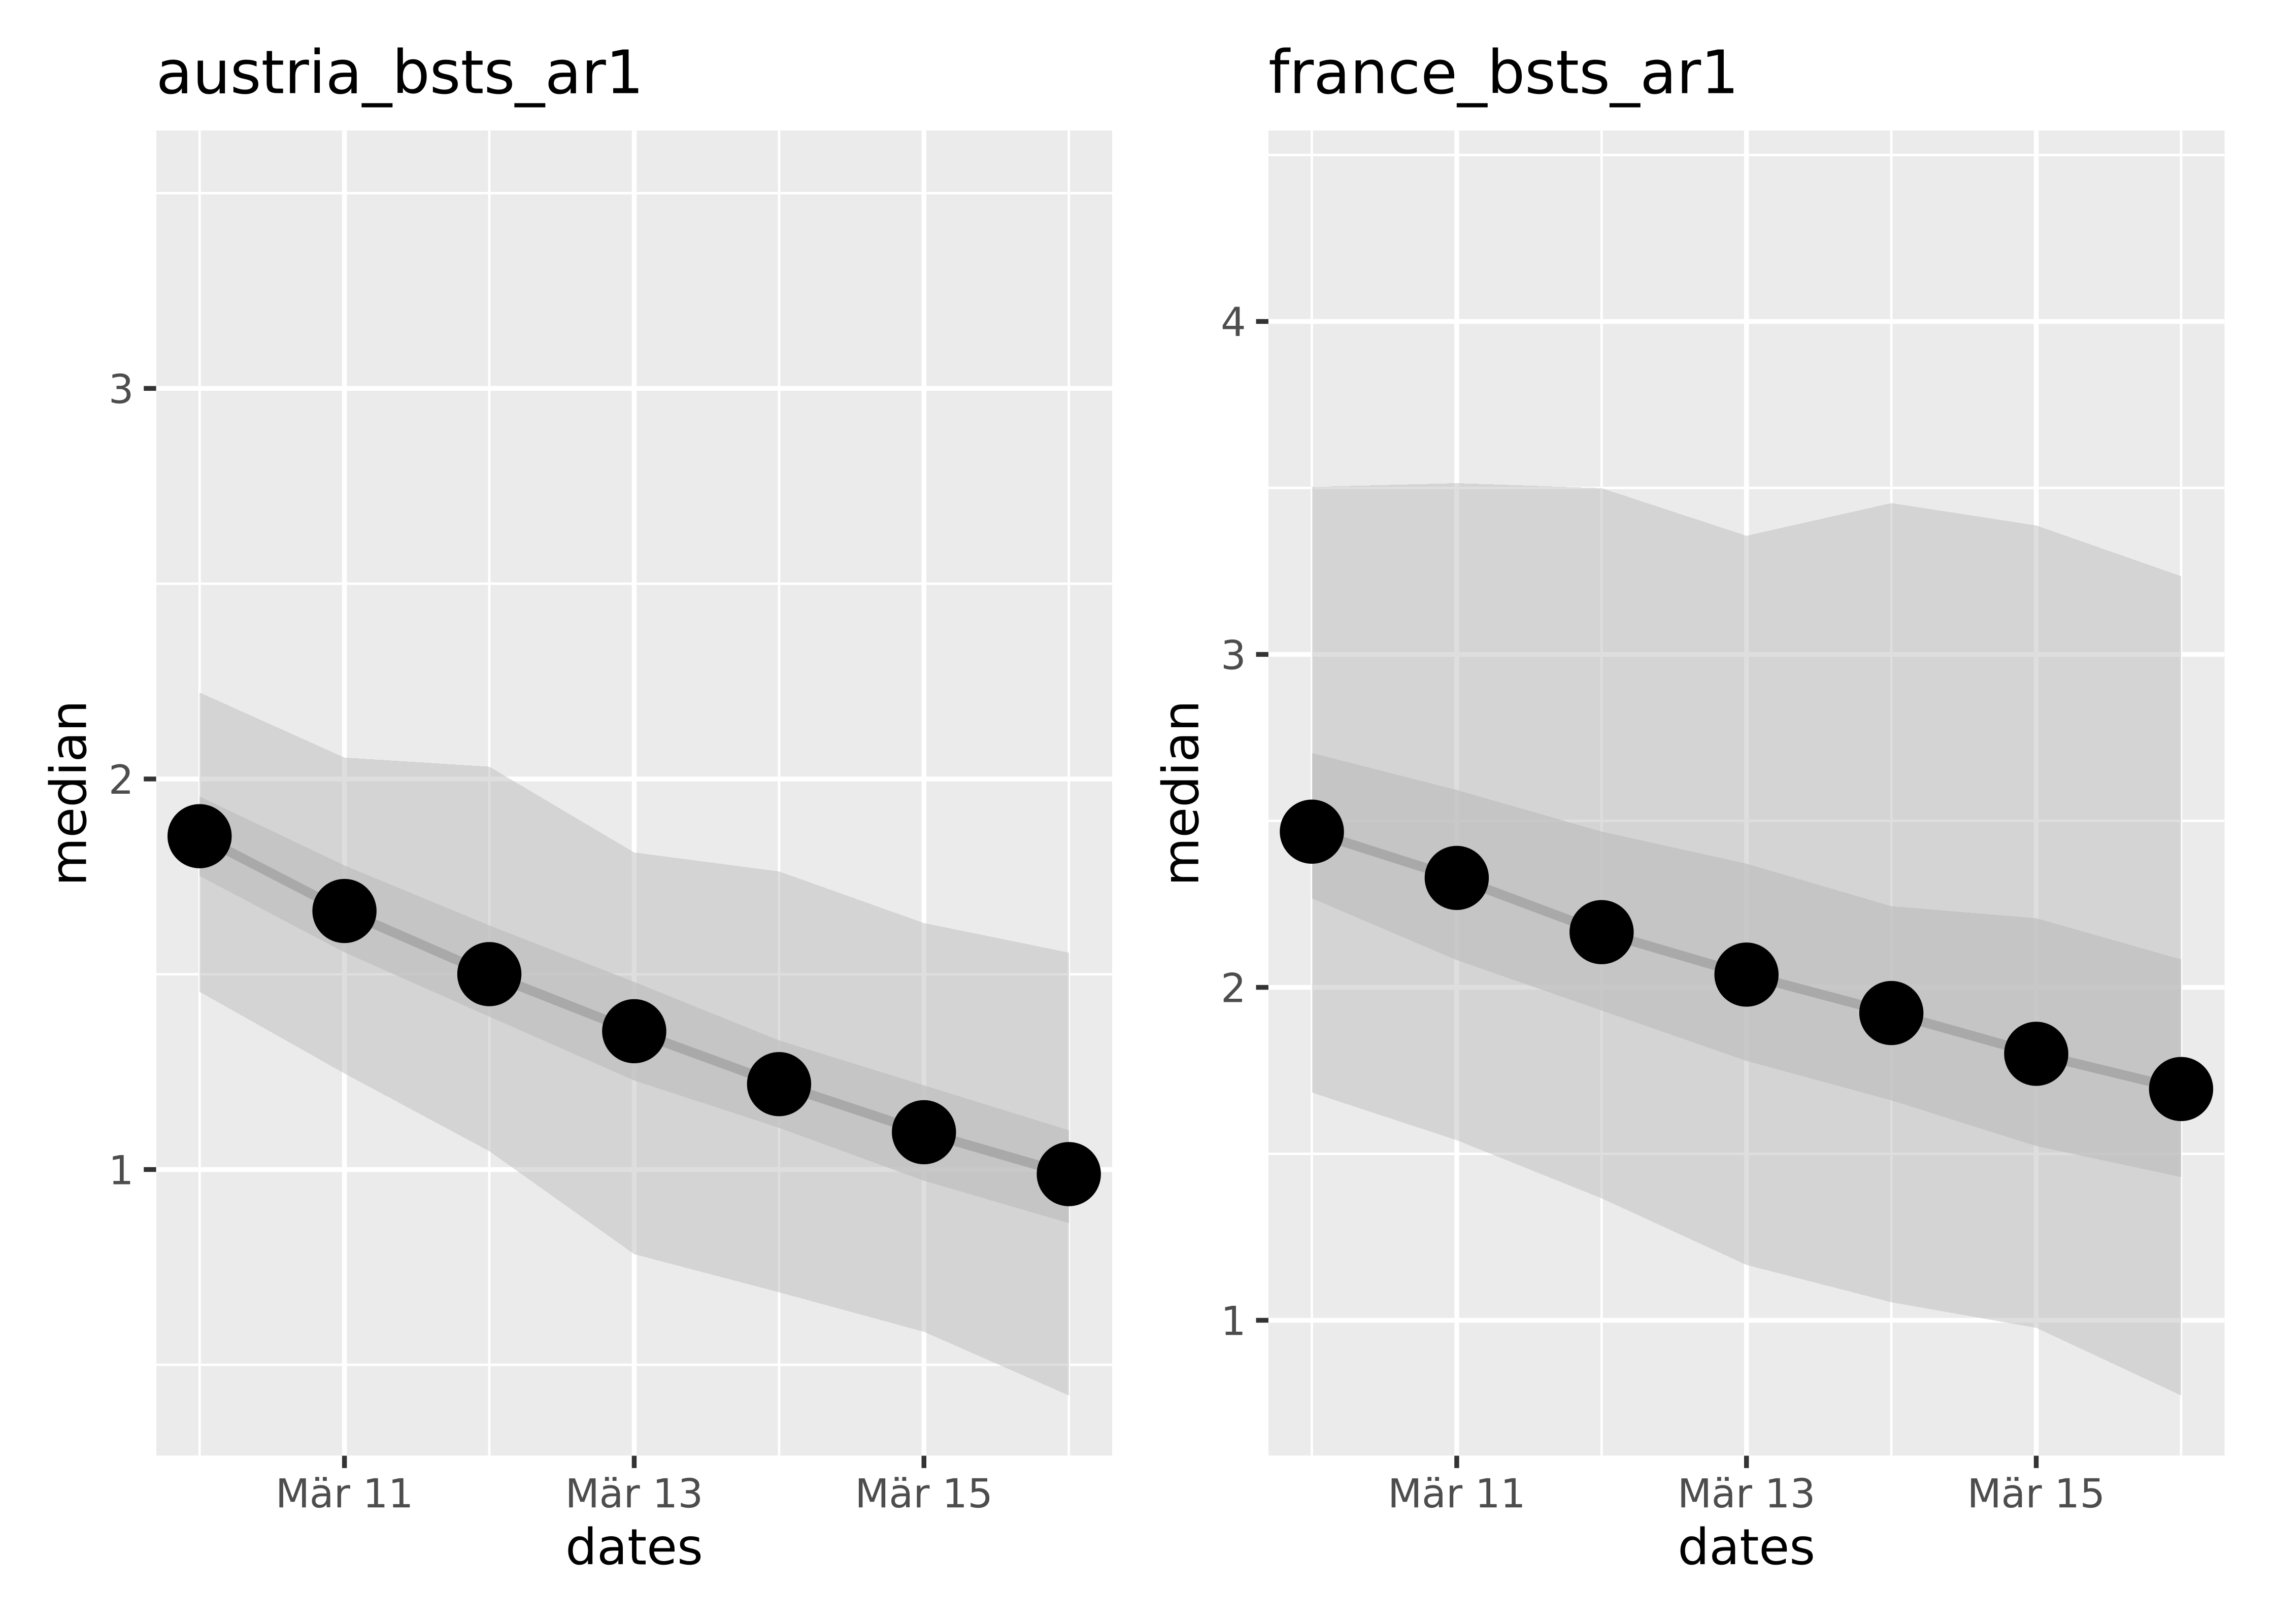 austria_bsts_ar1
3
2
1
median
Mär 11 Mär 13 Mär 15
dates
france_bsts_ar1
4
3
2
1
median
Mär 11 Mär 13 Mär 15
dates